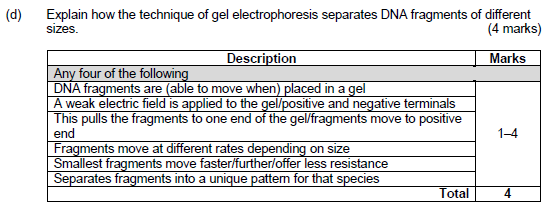 (d) Explain how the technique of gel electrophoresis separates DNA fragments of different
sizes. (4 marks)
Description Marks
Any four of the following
DNA fragments are (able to move when) placed in a gel
A weak electric field is applied to the gel/positive and negative terminals
This pulls the fragments to one end of the gel/fragments move to positive
end
Fragments move at different rates depending on size
Smallest fragments move faster/further/offer less resistance
Separates fragments into a unique pattern for that species
1–4
Total 4